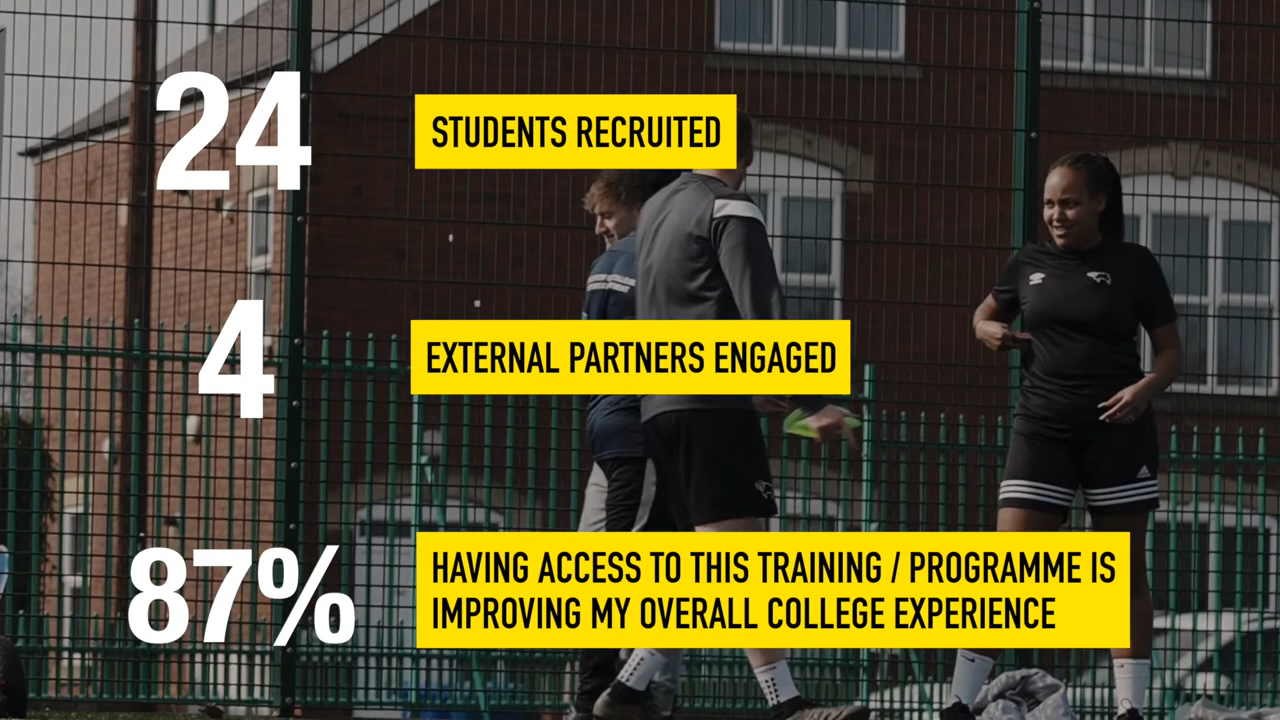 24
STUDENTS RECRUITED
4
EXTERNAL PARTNERS ENGAGED
87%
HAVING ACCESS TO THIS TRAINING / PROGRAMME IS
IMPROVING MY OVERALL COLLEGE EXPERIENCE